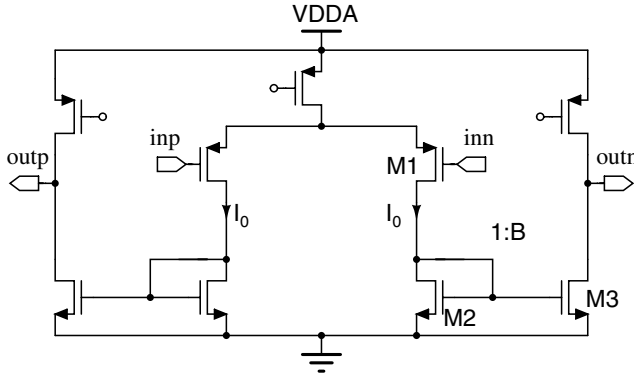 VDDA
inp
inn
outp
M1
outn
I0
I0
1:B
M2
M3